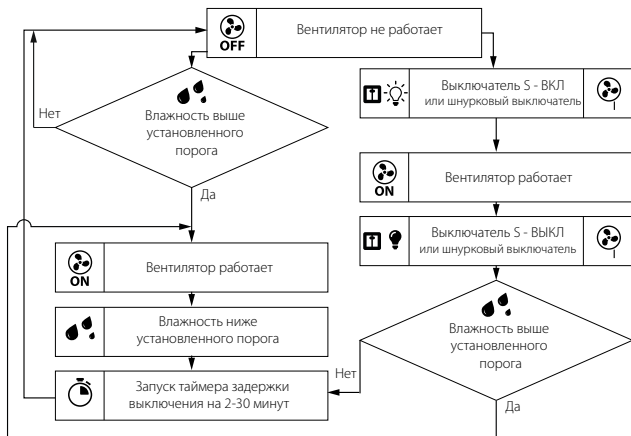 OFF
Вентилятор не работает
Нет
Влажность выше
установленного
порога
Да
Выключатель S - ВКЛ
или шнурковый выключатель
ON
Вентилятор работает
Выключатель S - ВЫКЛ
или шнурковый выключатель
ON
Вентилятор работает
Влажность ниже
установленного порога
Запуск таймера задержки
выключения на 2-30 минут
Влажность выше
установленного
порога
Нет
Да